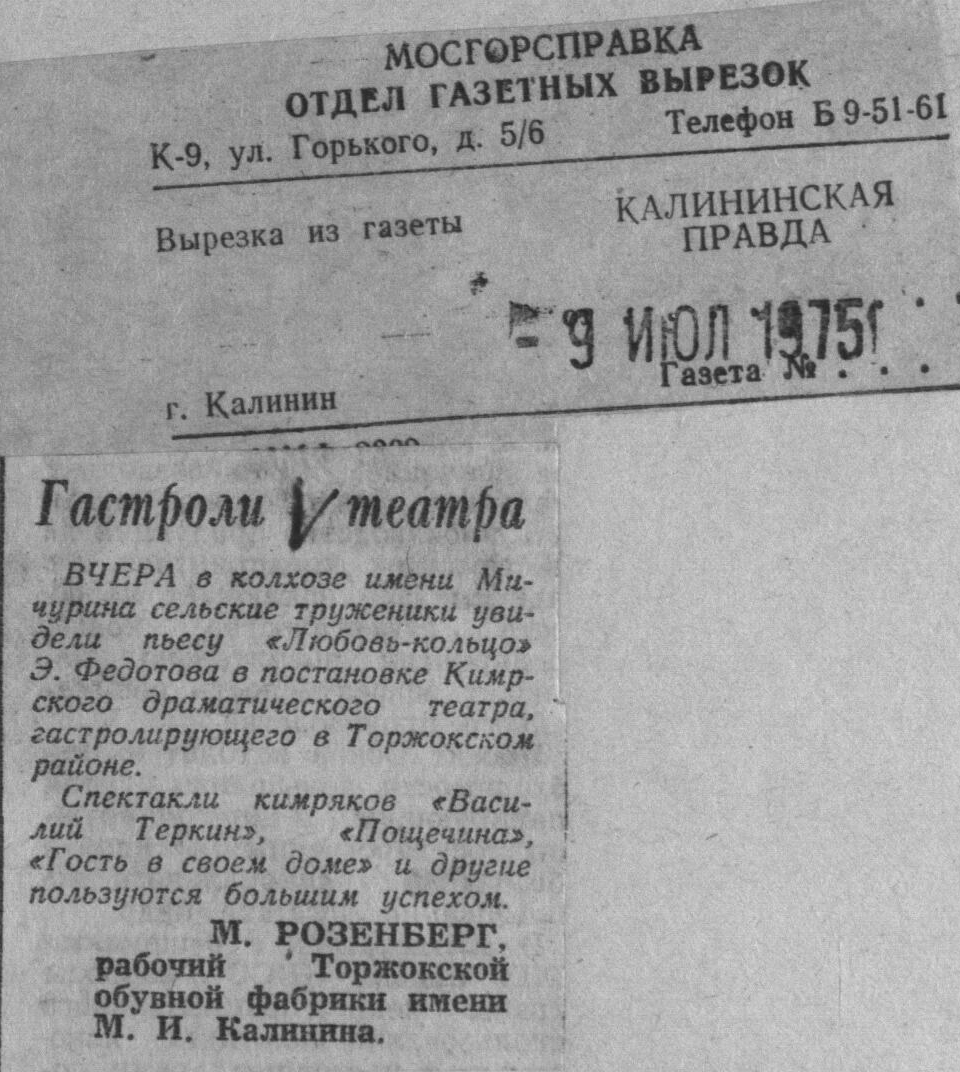 МОСГОРСПРАВКА
ОТДЕЛ ГАЗЕТНЫХ ВЫРЕЗОК
К-9, ул. Горького, д. 5/6 Телефон Б 9-51-61
Вырезка из газеты КАЛИНИНСКАЯ
ПРАВДА
- 9 ИЮЛ 1975
г. Калинин Газета № . . .
Гастроли театра
ВЧЕРА в колхозе имени Ми-
чурина сельские труженики уви-
дели пьесу «Любовь-кольцо»
Э. Федотова в постановке Кимр-
ского драматического театра,
гастролирующего в Торжокском
районе.
Спектакли кимряков «Васи-
лий Теркин», «Пощечина»,
«Гость в своем доме» и другие
пользуются большим успехом.
М. РОЗЕНБЕРГ,
рабочий Торжокской
обувной фабрики имени
М. И. Калинина.